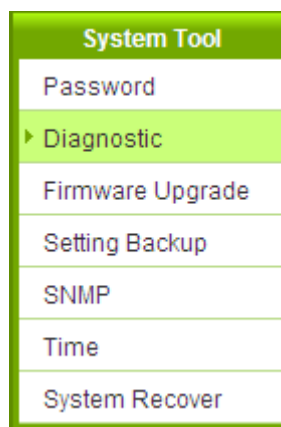 System Tool
Password
Diagnostic
Firmware Upgrade
Setting Backup
SNMP
Time
System Recover